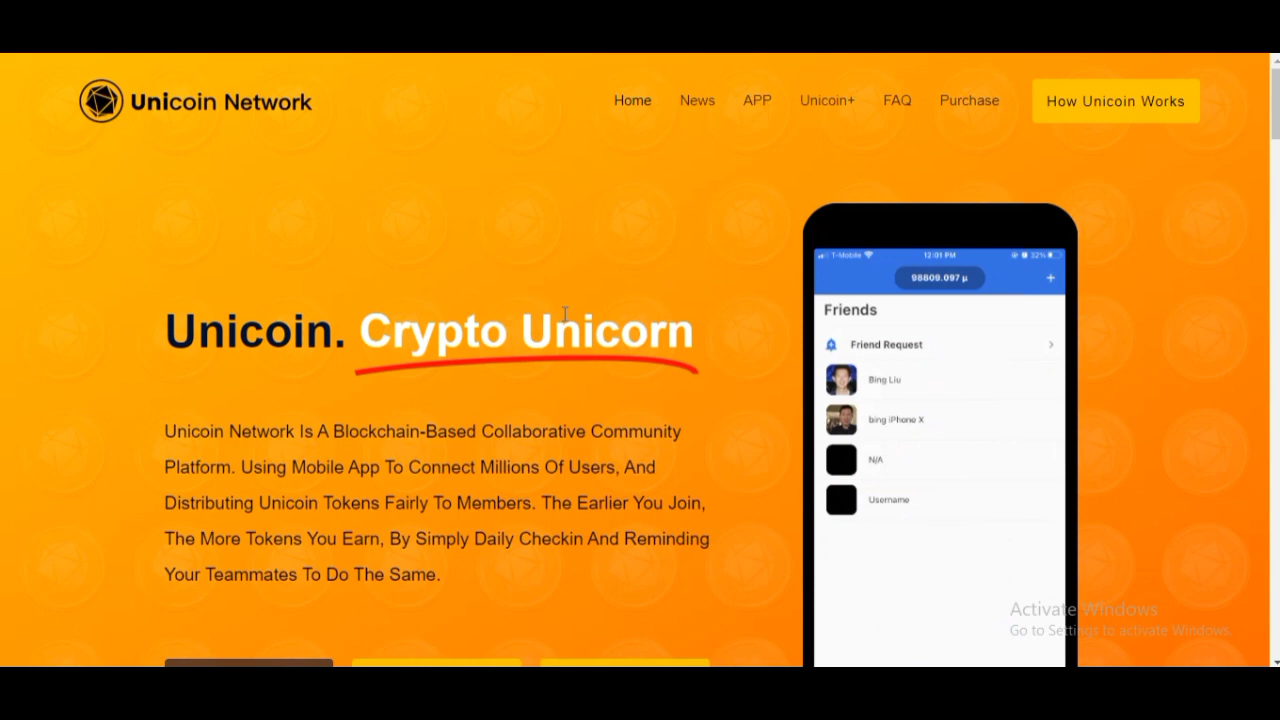 Unicoin Network
Home News APP Unicoin+ FAQ Purchase How Unicoin Works
Unicoin. Crypto Unicorn
Unicoin Network Is A Blockchain-Based Collaborative Community
Platform. Using Mobile App To Connect Millions Of Users, And
Distributing Unicoin Tokens Fairly To Members. The Earlier You Join,
The More Tokens You Earn, By Simply Daily Checkin And Reminding
Your Teammates To Do The Same.
T-Mobile 12:01 PM 32%
98809.097 µ +
Friends
Friend Request
Bing Liu
bing iPhone X
N/A
Username
Activate Windows
Go to Settings to activate Windows.